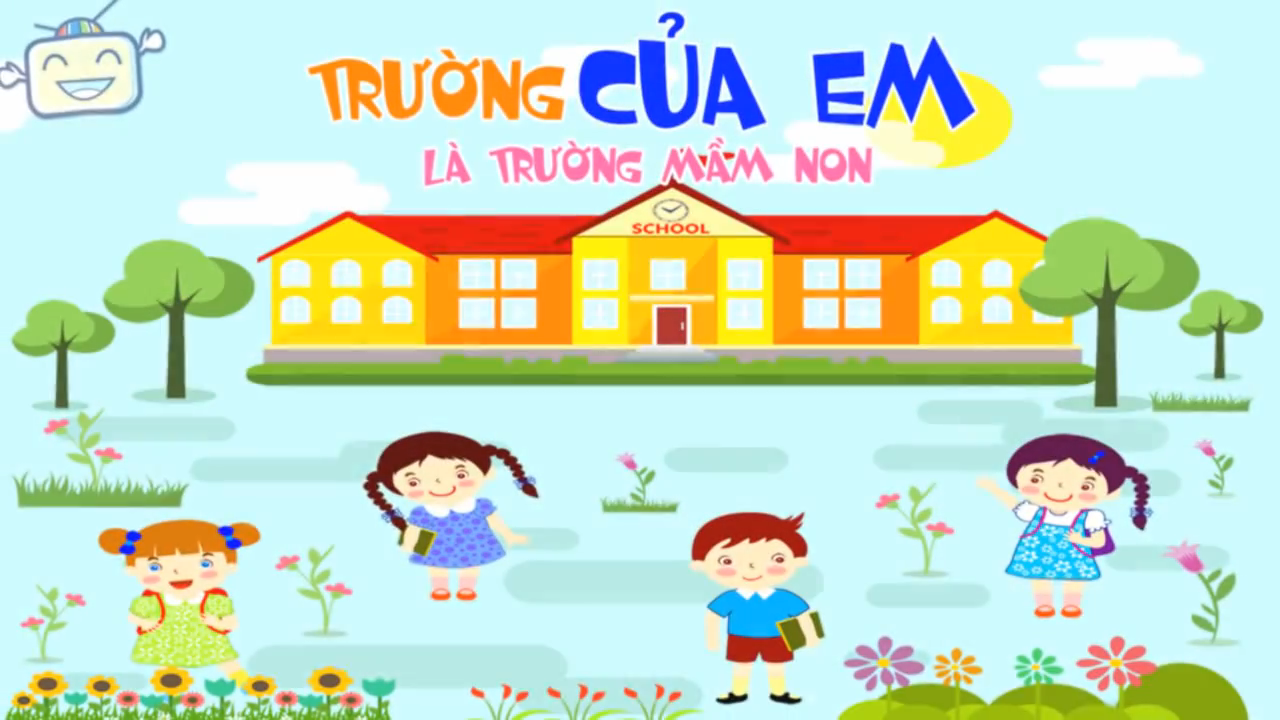 TRƯỜNG CỦA EM
LÀ TRƯỜNG MẦM NON
SCHOOL